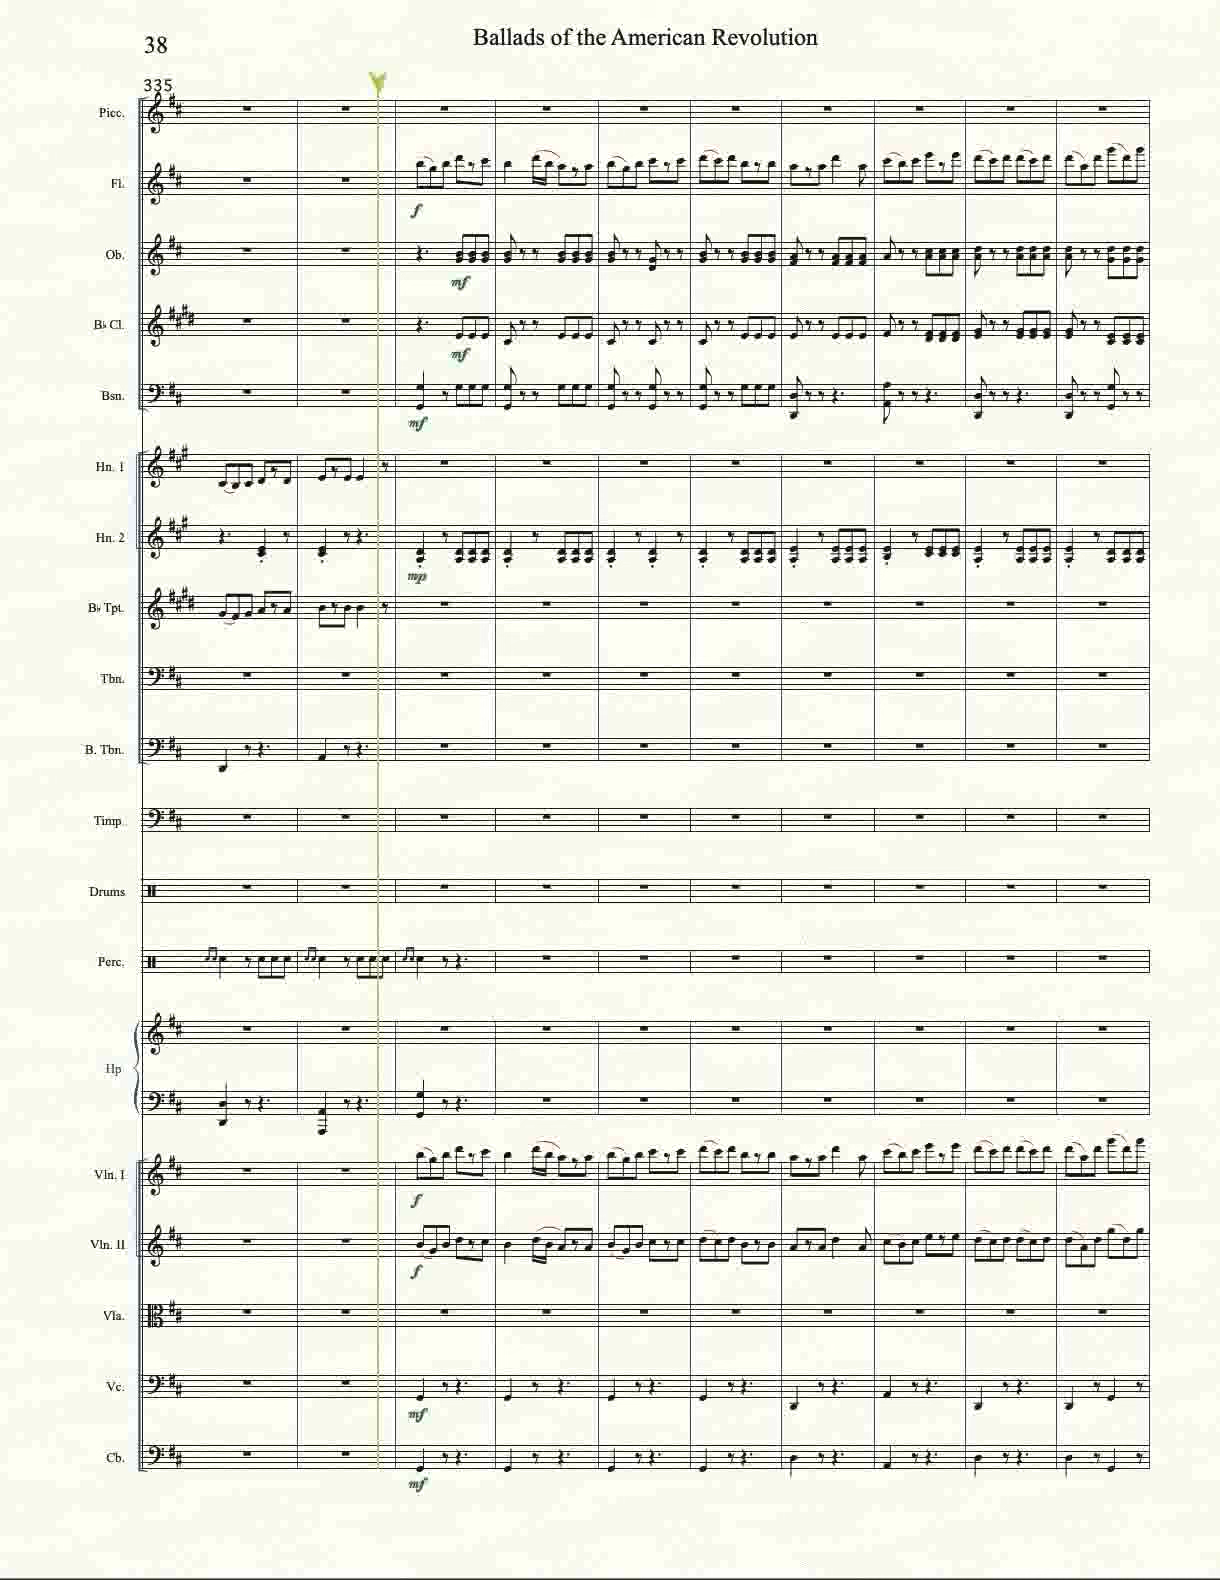 38
Ballads of the American Revolution
335
Picc.
Fl.
f
Ob.
mf
B♭ Cl.
mf
Bsn.
mf
Hn. 1
Hn. 2
mp
B♭ Tpt.
Tbn.
B. Tbn.
Timp.
Drums
Perc.
Hp
Vln. I
f
Vln. II
f
Vla.
Vc.
mf
Cb.
mf